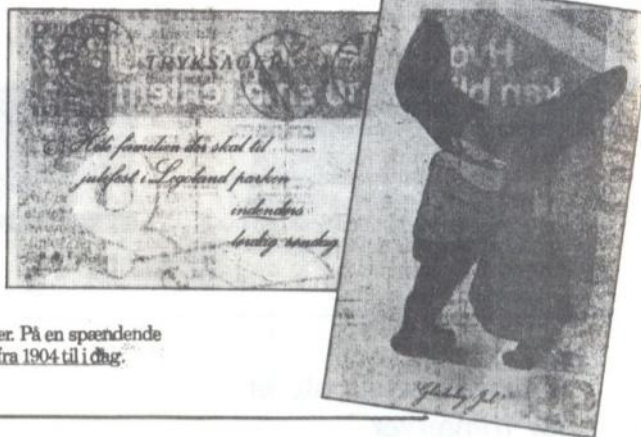 TRYKSAGER
Hele familien der skal til
julefest i Legoland parken
indendørs
lørdag søndag
Glædelig Jul!
er. På en spændende
fra 1904 til i dag.